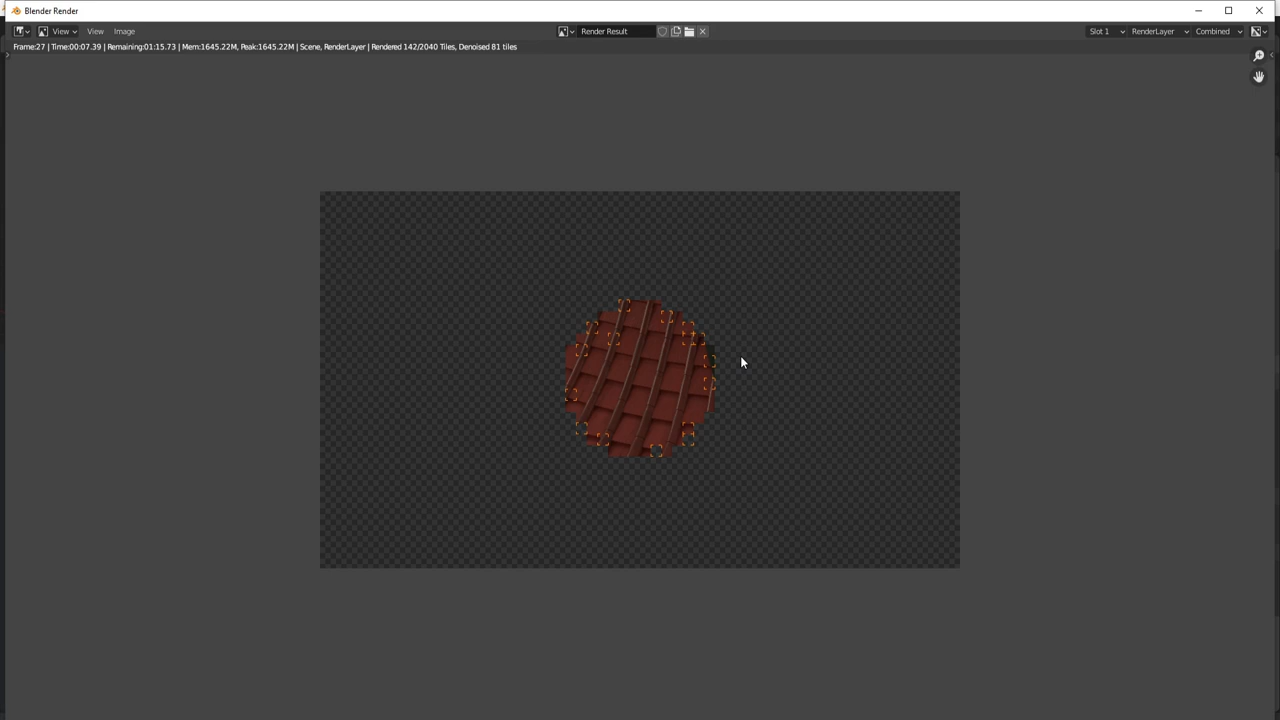 Blender Render
View View Image Render Result Slot 1 RenderLayer Combined
Frame:27 | Time:00:07.39 | Remaining:01:15.73 | Mem:1645.22M, Peak:1645.22M | Scene, RenderLayer | Rendered 142/2040 Tiles, Denoised 81 tiles